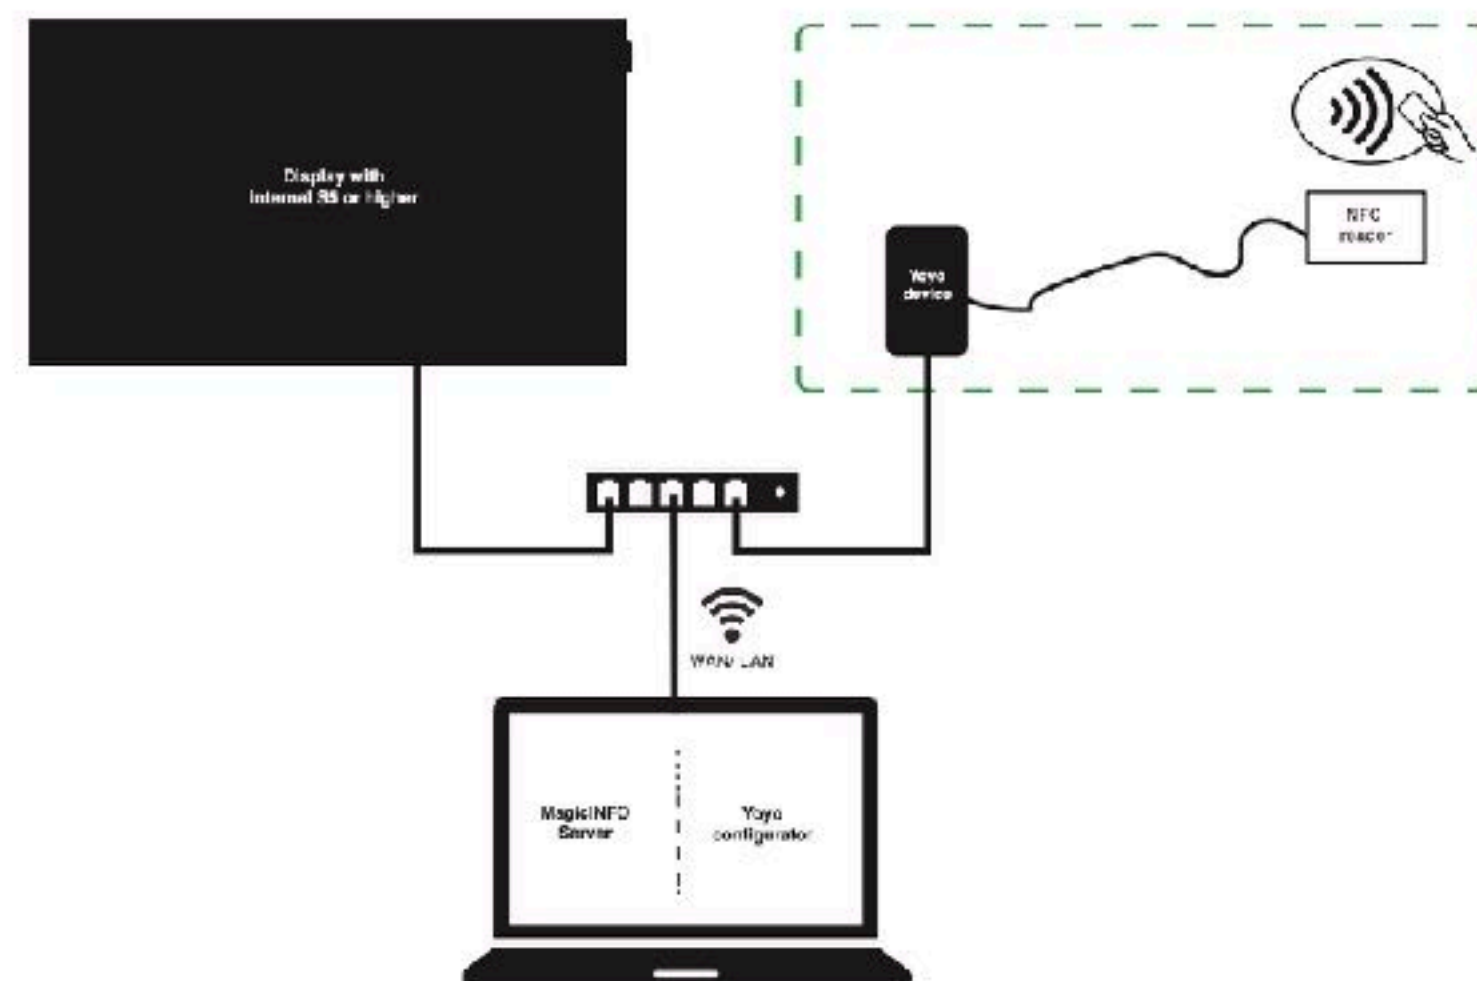 Display with
Internal S5 or higher
NFC
reader
Yoyo
device
WAN/ LAN
MagicINFO
Server
Yoyo
configurator